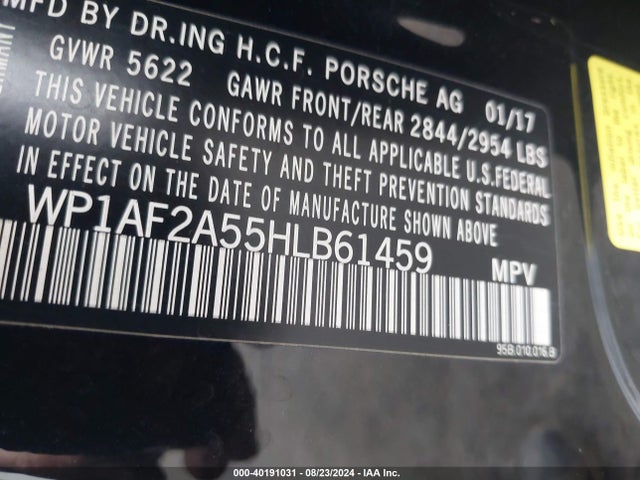 MFD BY DR.ING H.C.F. PORSCHE AG 01/17
GVWR 5622 GAWR FRONT/REAR 2844/2954 LBS
THIS VEHICLE CONFORMS TO ALL APPLICABLE U.S.FEDERAL
MOTOR VEHICLE SAFETY AND THEFT PREVENTION STANDARDS
IN EFFECT ON THE DATE OF MANUFACTURE SHOWN ABOVE
WP1AF2A55HLB61459 MPV
95B.010.016.B
000-40191031 - 08/23/2024 - IAA Inc.